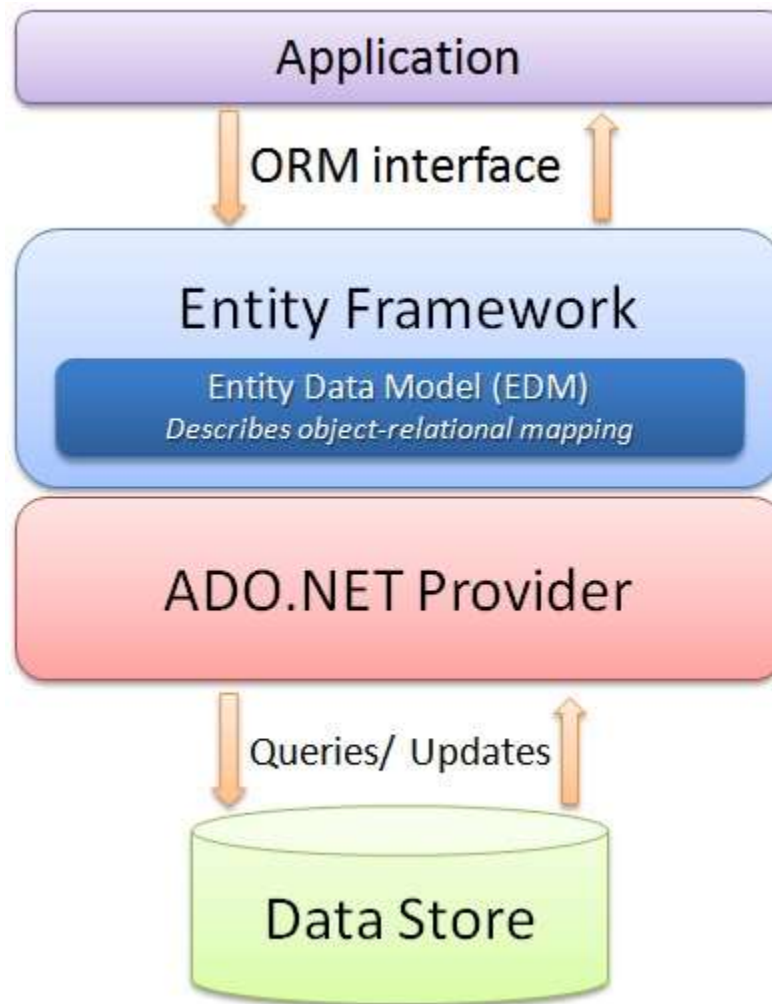 Application
ORM interface
Entity Framework
Entity Data Model (EDM)
Describes object-relational mapping
ADO.NET Provider
Queries/ Updates
Data Store